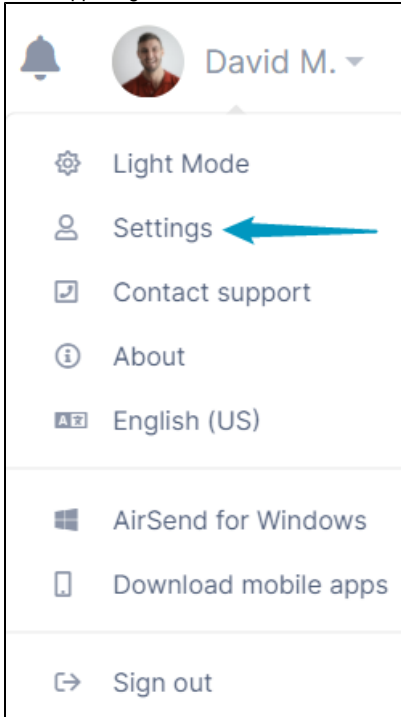 David M.
Light Mode
Settings
Contact support
About
English (US)
AirSend for Windows
Download mobile apps
Sign out